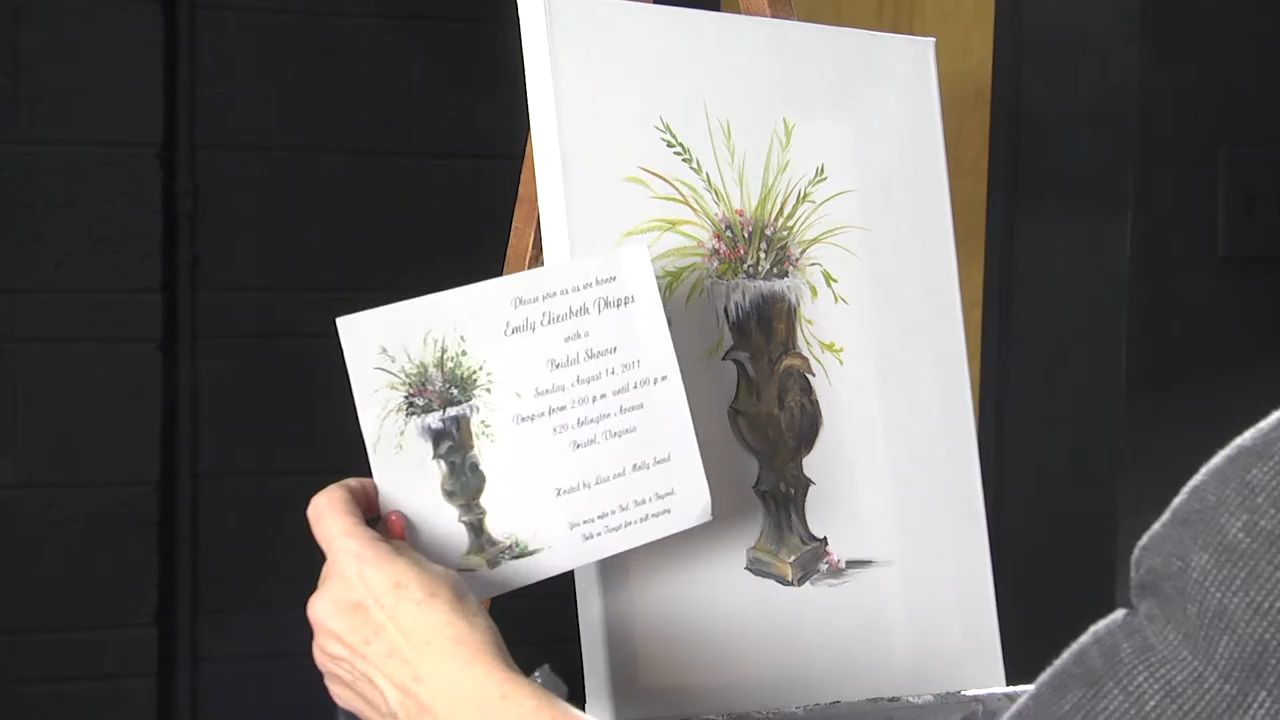 Please join us as we honor
Emily Elizabeth Phipps
with a
Bridal Shower
Sunday, August 14, 2011
Drop-in from 2:00 p.m. until 4:00 p.m.
820 Arlington Avenue
Bristol, Virginia
Hosted by Lisa and Molly Sneed
You may refer to Bed, Bath & Beyond,
Belk or Target for a gift registry